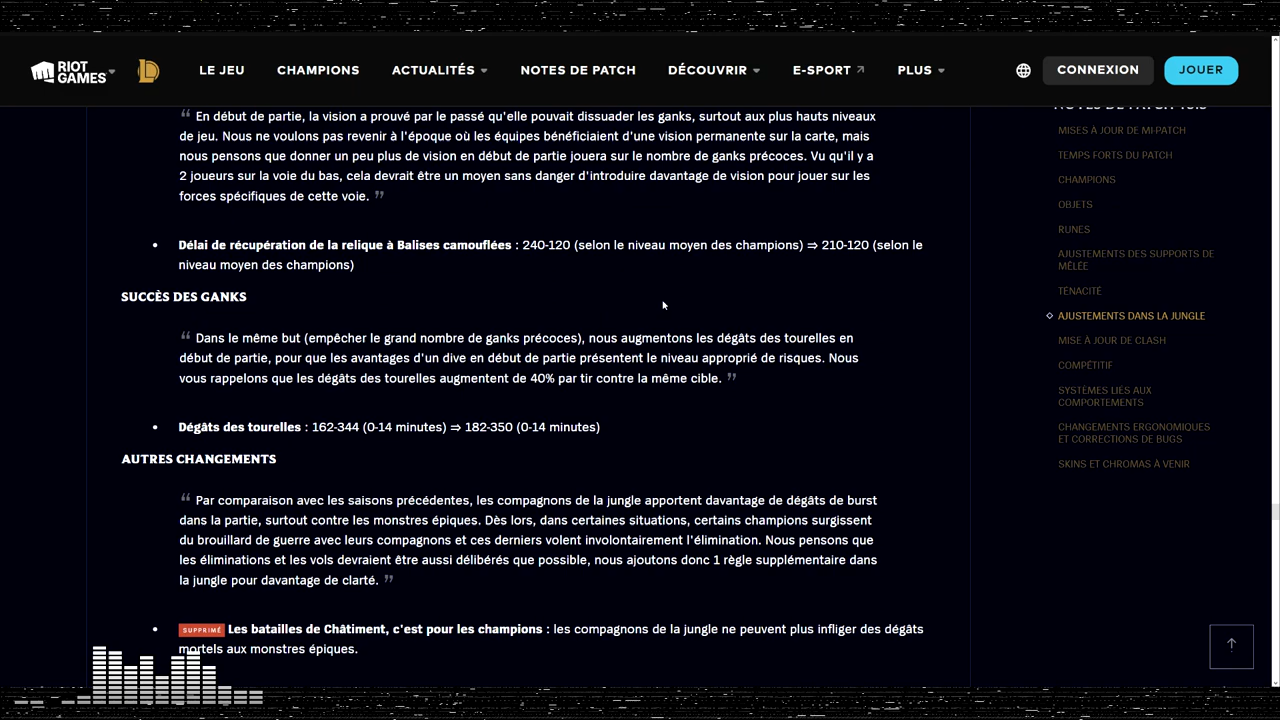 RIOT GAMES
LE JEU
CHAMPIONS
ACTUALITÉS
NOTES DE PATCH
DÉCOUVRIR
E-SPORT
PLUS
CONNEXION
JOUER
“ En début de partie, la vision a prouvé par le passé qu'elle pouvait dissuader les ganks, surtout aux plus hauts niveaux
de jeu. Nous ne voulons pas revenir à l'époque où les équipes bénéficiaient d'une vision permanente sur la carte, mais
nous pensons que donner un peu plus de vision en début de partie jouera sur le nombre de ganks précoces. Vu qu'il y a
2 joueurs sur la voie du bas, cela devrait être un moyen sans danger d'introduire davantage de vision pour jouer sur les
forces spécifiques de cette voie. ”
• Délai de récupération de la relique à Balises camouflées : 240-120 (selon le niveau moyen des champions) ⇒ 210-120 (selon le
niveau moyen des champions)
SUCCÈS DES GANKS
“ Dans le même but (empêcher le grand nombre de ganks précoces), nous augmentons les dégâts des tourelles en
début de partie, pour que les avantages d'un dive en début de partie présentent le niveau approprié de risques. Nous
vous rappelons que les dégâts des tourelles augmentent de 40% par tir contre la même cible. ”
• Dégâts des tourelles : 162-344 (0-14 minutes) ⇒ 182-350 (0-14 minutes)
AUTRES CHANGEMENTS
“ Par comparaison avec les saisons précédentes, les compagnons de la jungle apportent davantage de dégâts de burst
dans la partie, surtout contre les monstres épiques. Dès lors, dans certaines situations, certains champions surgissent
du brouillard de guerre avec leurs compagnons et ces derniers volent involontairement l'élimination. Nous pensons que
les éliminations et les vols devraient être aussi délibérés que possible, nous ajoutons donc 1 règle supplémentaire dans
la jungle pour davantage de clarté. ”
• SUPPRIMÉ Les batailles de Châtiment, c'est pour les champions : les compagnons de la jungle ne peuvent plus infliger des dégâts
mortels aux monstres épiques.
MISES À JOUR DE MI-PATCH
TEMPS FORTS DU PATCH
CHAMPIONS
OBJETS
RUNES
AJUSTEMENTS DES SUPPORTS DE
MÊLÉE
TÉNACITÉ
AJUSTEMENTS DANS LA JUNGLE
MISE À JOUR DE CLASH
COMPÉTITIF
SYSTÈMES LIÉS AUX
COMPORTEMENTS
CHANGEMENTS ERGONOMIQUES
ET CORRECTIONS DE BUGS
SKINS ET CHROMAS À VENIR